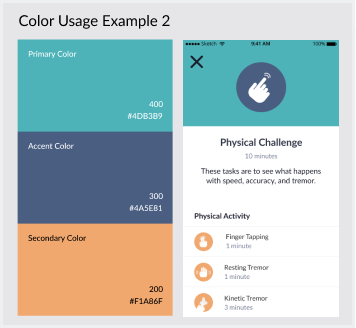 Color Usage Example 2
Primary Color
400
#4DB3B9
Accent Color
300
#4A5E81
Secondary Color
200
#F1A86F
Sketch 9:41 AM 100%
Physical Challenge
10 minutes
These tasks are to see what happens
with speed, accuracy, and tremor.
Physical Activity
Finger Tapping
1 minute
Resting Tremor
1 minute
Kinetic Tremor
3 minutes